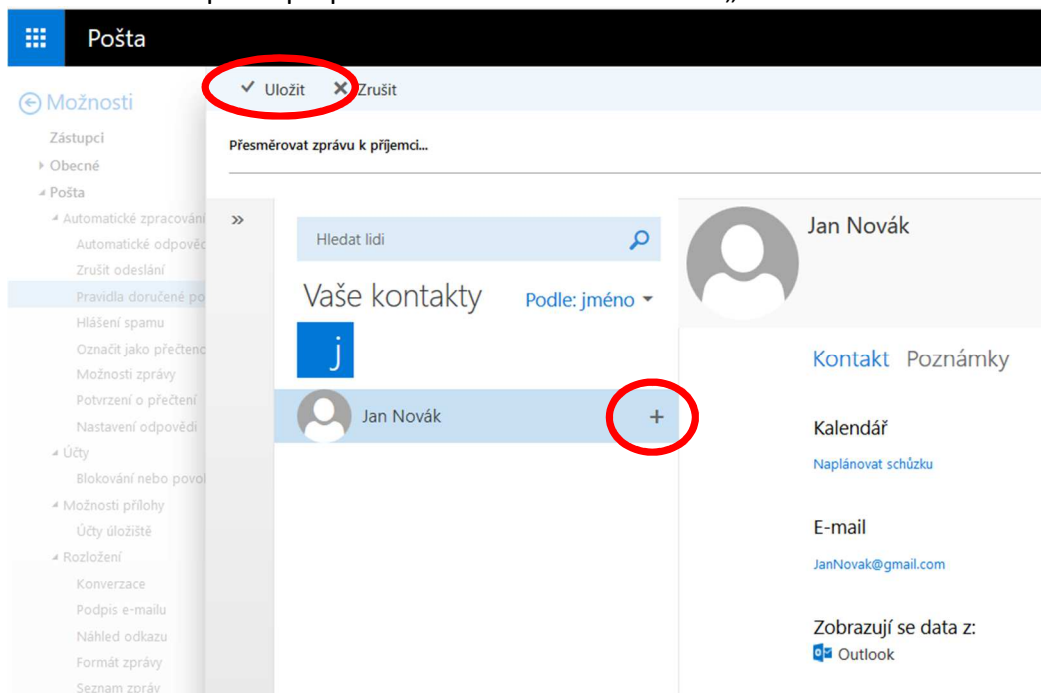 Pošta
Uložit Zrušit
Možnosti
Zástupci
Obecné
Pošta
Automatické zpracování
Automatické odpověd
Zrušit odeslání
Pravidla doručené po
Hlášení spamu
Označit jako přečteno
Možnosti zprávy
Potvrzení o přečtení
Nastavení odpovědi
Účty
Blokování nebo povol
Možnosti přílohy
Účty úložiště
Rozložení
Konverzace
Podpis e-mailu
Náhled odkazu
Formát zprávy
Seznam zpráv
Přesměrovat zprávu k příjemci...
»
Hledat lidi
Vaše kontakty Podle: jméno
j
Jan Novák +
Jan Novák
Kontakt Poznámky
Kalendář
Naplánovat schůzku
E-mail
JanNovak@gmail.com
Zobrazují se data z:
Outlook